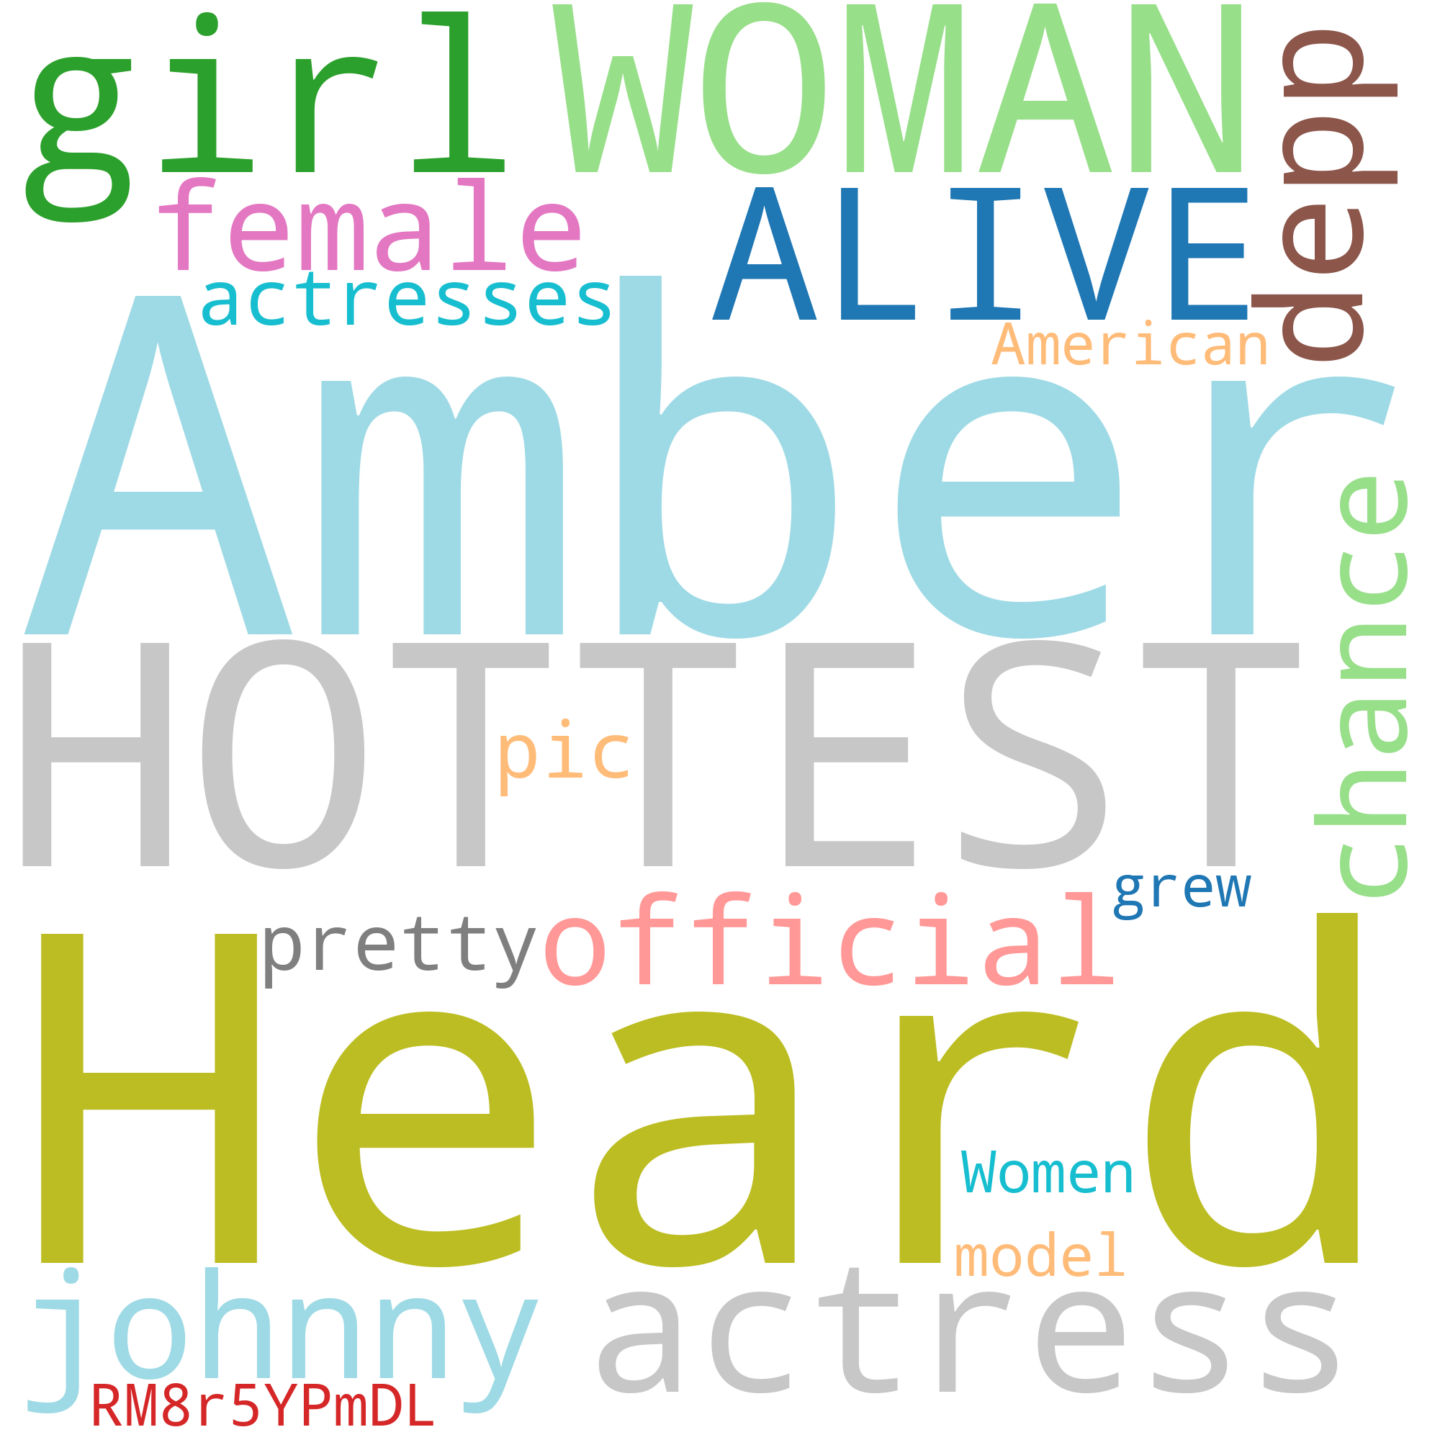 girl
WOMAN
depp
female
ALIVE
actresses
American
Amber
chance
HOTTEST
pic
grew
pretty
official
Heard
Women
model
johnny
actress
RM8r5YPmDL